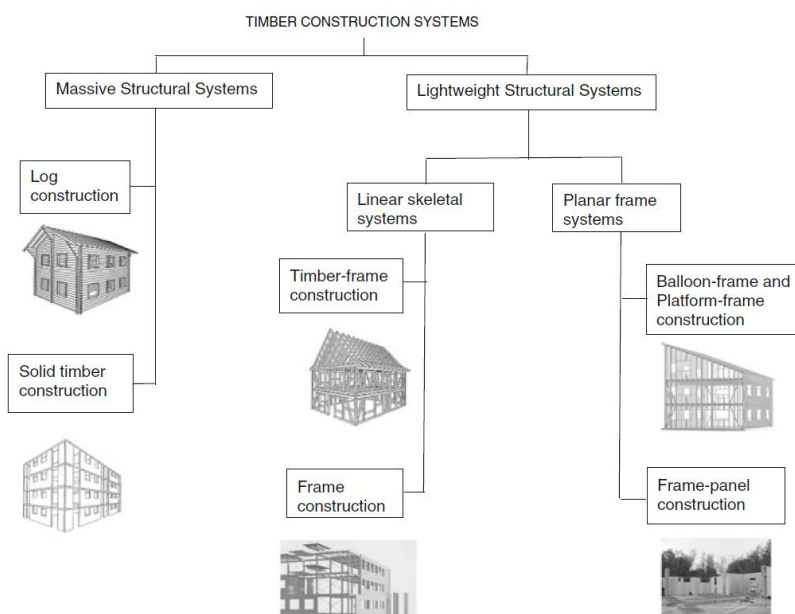 TIMBER CONSTRUCTION SYSTEMS
Massive Structural Systems
Lightweight Structural Systems
Log
construction
Linear skeletal
systems
Planar frame
systems
Timber-frame
construction
Balloon-frame and
Platform-frame
construction
Solid timber
construction
Frame
construction
Frame-panel
construction